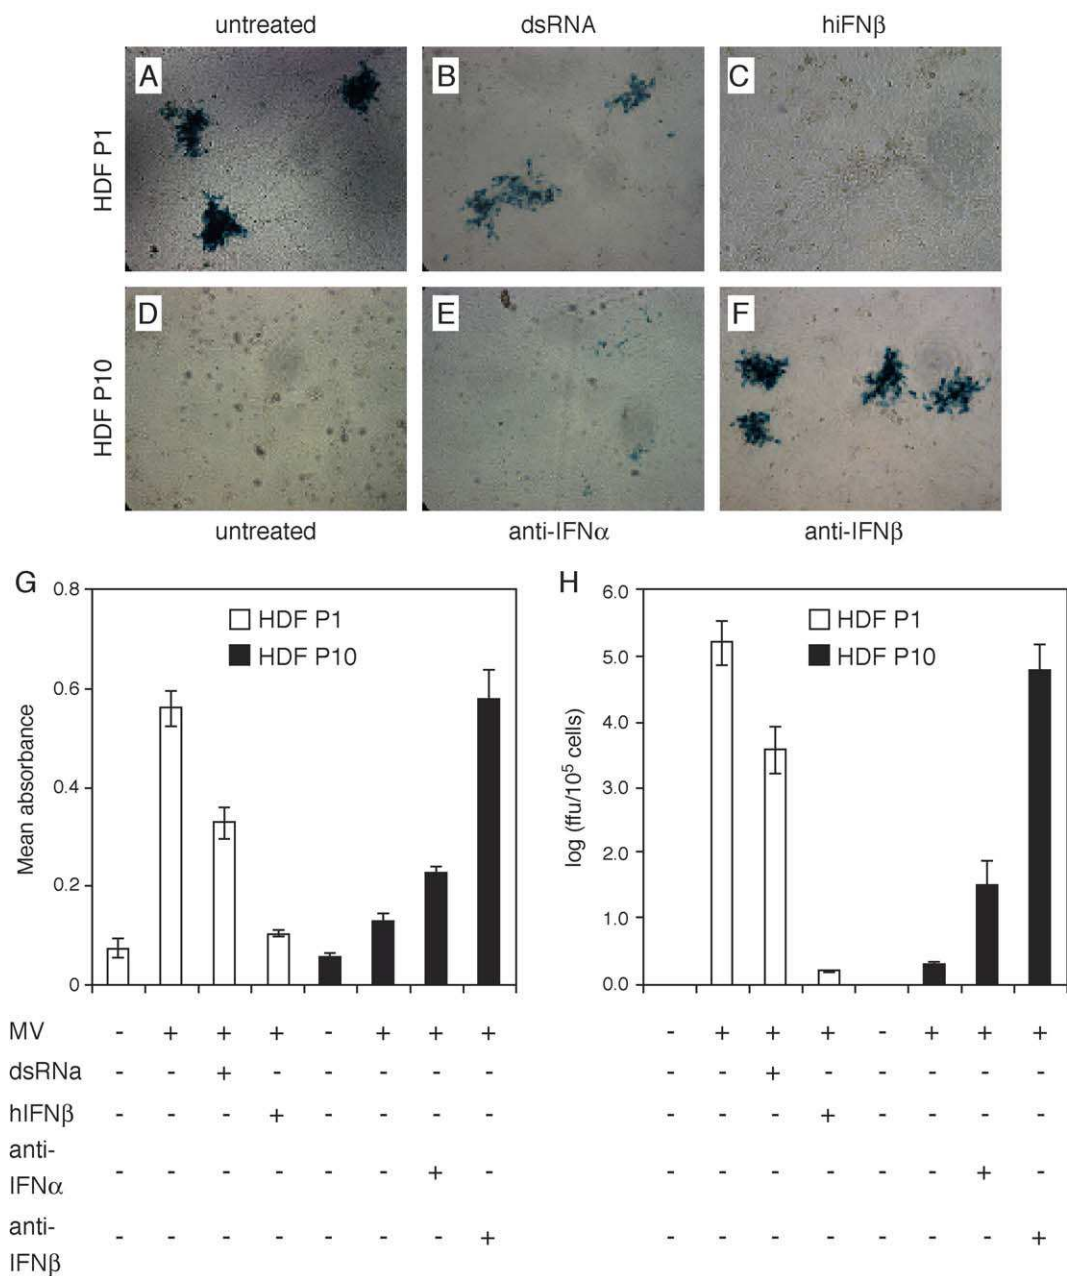 untreated dsRNA hiFNβ
HDF P1
A B C
HDF P10
D E F
untreated anti-IFNα anti-IFNβ
G
Mean absorbance
0.8
0.6
0.4
0.2
0
HDF P1
HDF P10
H
log (ffu/10⁵ cells)
6.0
5.0
4.0
3.0
2.0
1.0
0.0
HDF P1
HDF P10
MV - + + + - + + + - + + + - + + +
dsRNa - - + - - - - - - - + - - - - -
hIFNβ - - - + - - - - - - - + - - - -
anti-
IFNα - - - - - - + - - - - - - - + -
anti-
IFNβ - - - - - - - + - - - - - - - +